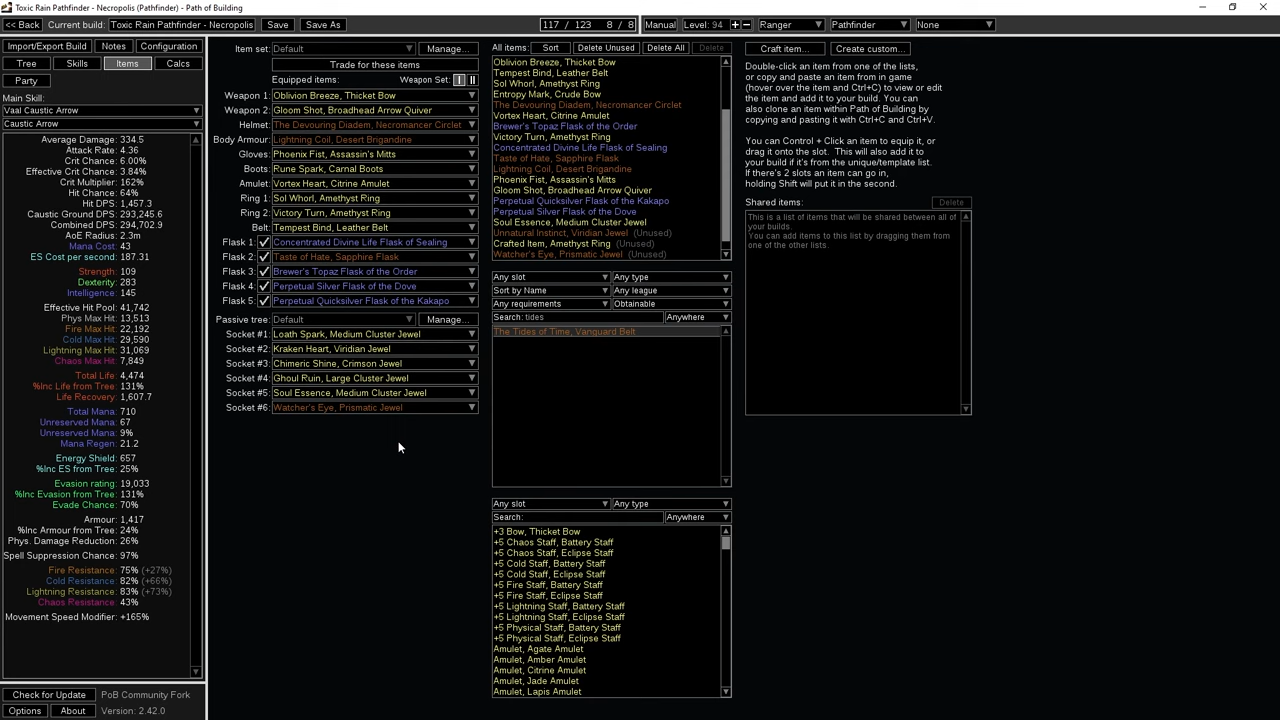 Toxic Rain Pathfinder - Necropolis (Pathfinder) - Path of Building
<< Back Current build: Toxic Rain Pathfinder - Necropolis Save Save As 117 / 123 8 / 8 Manual Level: 94 + - Ranger Pathfinder None
Import/Export Build Notes Configuration
Tree Skills Items Calcs
Party
Main Skill:
Vaal Caustic Arrow
Caustic Arrow
Average Damage: 334.5
Attack Rate: 4.36
Crit Chance: 6.00%
Effective Crit Chance: 3.84%
Crit Multiplier: 162%
Hit Chance: 64%
Hit DPS: 1,457.3
Caustic Ground DPS: 293,245.6
Combined DPS: 294,702.9
AoE Radius: 2.3m
Mana Cost: 43
ES Cost per second: 187.31
Strength: 109
Dexterity: 283
Intelligence: 145
Effective Hit Pool: 41,742
Phys Max Hit: 13,513
Fire Max Hit: 22,192
Cold Max Hit: 29,590
Lightning Max Hit: 31,069
Chaos Max Hit: 7,849
Total Life: 4,474
%Inc Life from Tree: 131%
Life Recovery: 1,607.7
Total Mana: 710
Unreserved Mana: 67
Unreserved Mana: 9%
Mana Regen: 21.2
Energy Shield: 657
%Inc ES from Tree: 25%
Evasion rating: 19,033
%Inc Evasion from Tree: 131%
Evade Chance: 70%
Armour: 1,417
%Inc Armour from Tree: 24%
Phys. Damage Reduction: 26%
Spell Suppression Chance: 97%
Fire Resistance: 75% (+27%)
Cold Resistance: 82% (+66%)
Lightning Resistance: 83% (+73%)
Chaos Resistance: 43%
Movement Speed Modifier: +165%
Check for Update PoB Community Fork
Options About Version: 2.42.0
Item set: Default Manage...
Trade for these items
Equipped items: Weapon Set: I II
Weapon 1: Oblivion Breeze, Thicket Bow
Weapon 2: Gloom Shot, Broadhead Arrow Quiver
Helmet: The Devouring Diadem, Necromancer Circlet
Body Armour: Lightning Coil, Desert Brigandine
Gloves: Phoenix Fist, Assassin's Mitts
Boots: Rune Spark, Carnal Boots
Amulet: Vortex Heart, Citrine Amulet
Ring 1: Sol Whorl, Amethyst Ring
Ring 2: Victory Turn, Amethyst Ring
Belt: Tempest Bind, Leather Belt
Flask 1: Concentrated Divine Life Flask of Sealing
Flask 2: Taste of Hate, Sapphire Flask
Flask 3: Brewer's Topaz Flask of the Order
Flask 4: Perpetual Silver Flask of the Dove
Flask 5: Perpetual Quicksilver Flask of the Kakapo
Passive tree: Default Manage...
Socket #1: Loath Spark, Medium Cluster Jewel
Socket #2: Kraken Heart, Viridian Jewel
Socket #3: Chimeric Shine, Crimson Jewel
Socket #4: Ghoul Ruin, Large Cluster Jewel
Socket #5: Soul Essence, Medium Cluster Jewel
Socket #6: Watcher's Eye, Prismatic Jewel
All items: Sort Delete Unused Delete All Delete
Oblivion Breeze, Thicket Bow
Tempest Bind, Leather Belt
Sol Whorl, Amethyst Ring
Entropy Mark, Crude Bow
The Devouring Diadem, Necromancer Circlet
Vortex Heart, Citrine Amulet
Brewer's Topaz Flask of the Order
Victory Turn, Amethyst Ring
Concentrated Divine Life Flask of Sealing
Taste of Hate, Sapphire Flask
Lightning Coil, Desert Brigandine
Phoenix Fist, Assassin's Mitts
Gloom Shot, Broadhead Arrow Quiver
Perpetual Quicksilver Flask of the Kakapo
Perpetual Silver Flask of the Dove
Soul Essence, Medium Cluster Jewel
Unnatural Instinct, Viridian Jewel (Unused)
Crafted Item, Amethyst Ring (Unused)
Watcher's Eye, Prismatic Jewel (Unused)
Any slot Any type
Sort by Name Any league
Any requirements Obtainable
Search: tides Anywhere
The Tides of Time, Vanguard Belt
Any slot Any type
Search: Anywhere
+3 Bow, Thicket Bow
+5 Chaos Staff, Battery Staff
+5 Chaos Staff, Eclipse Staff
+5 Cold Staff, Battery Staff
+5 Cold Staff, Eclipse Staff
+5 Fire Staff, Battery Staff
+5 Fire Staff, Eclipse Staff
+5 Lightning Staff, Battery Staff
+5 Lightning Staff, Eclipse Staff
+5 Physical Staff, Battery Staff
+5 Physical Staff, Eclipse Staff
Amulet, Agate Amulet
Amulet, Amber Amulet
Amulet, Citrine Amulet
Amulet, Jade Amulet
Amulet, Lapis Amulet
Craft item... Create custom...
Double-click an item from one of the lists,
or copy and paste an item from in game
(hover over the item and Ctrl+C) to view or edit
the item and add it to your build. You can
also clone an item within Path of Building by
copying and pasting it with Ctrl+C and Ctrl+V.
You can Control + Click an item to equip it, or
drag it onto the slot. This will also add it to
your build if it's from the unique/template list.
If there's 2 slots an item can go in,
holding Shift will put it in the second.
Shared items: Delete
This is a list of items that will be shared between all of
your builds.
You can add items to this list by dragging them from
one of the other lists.